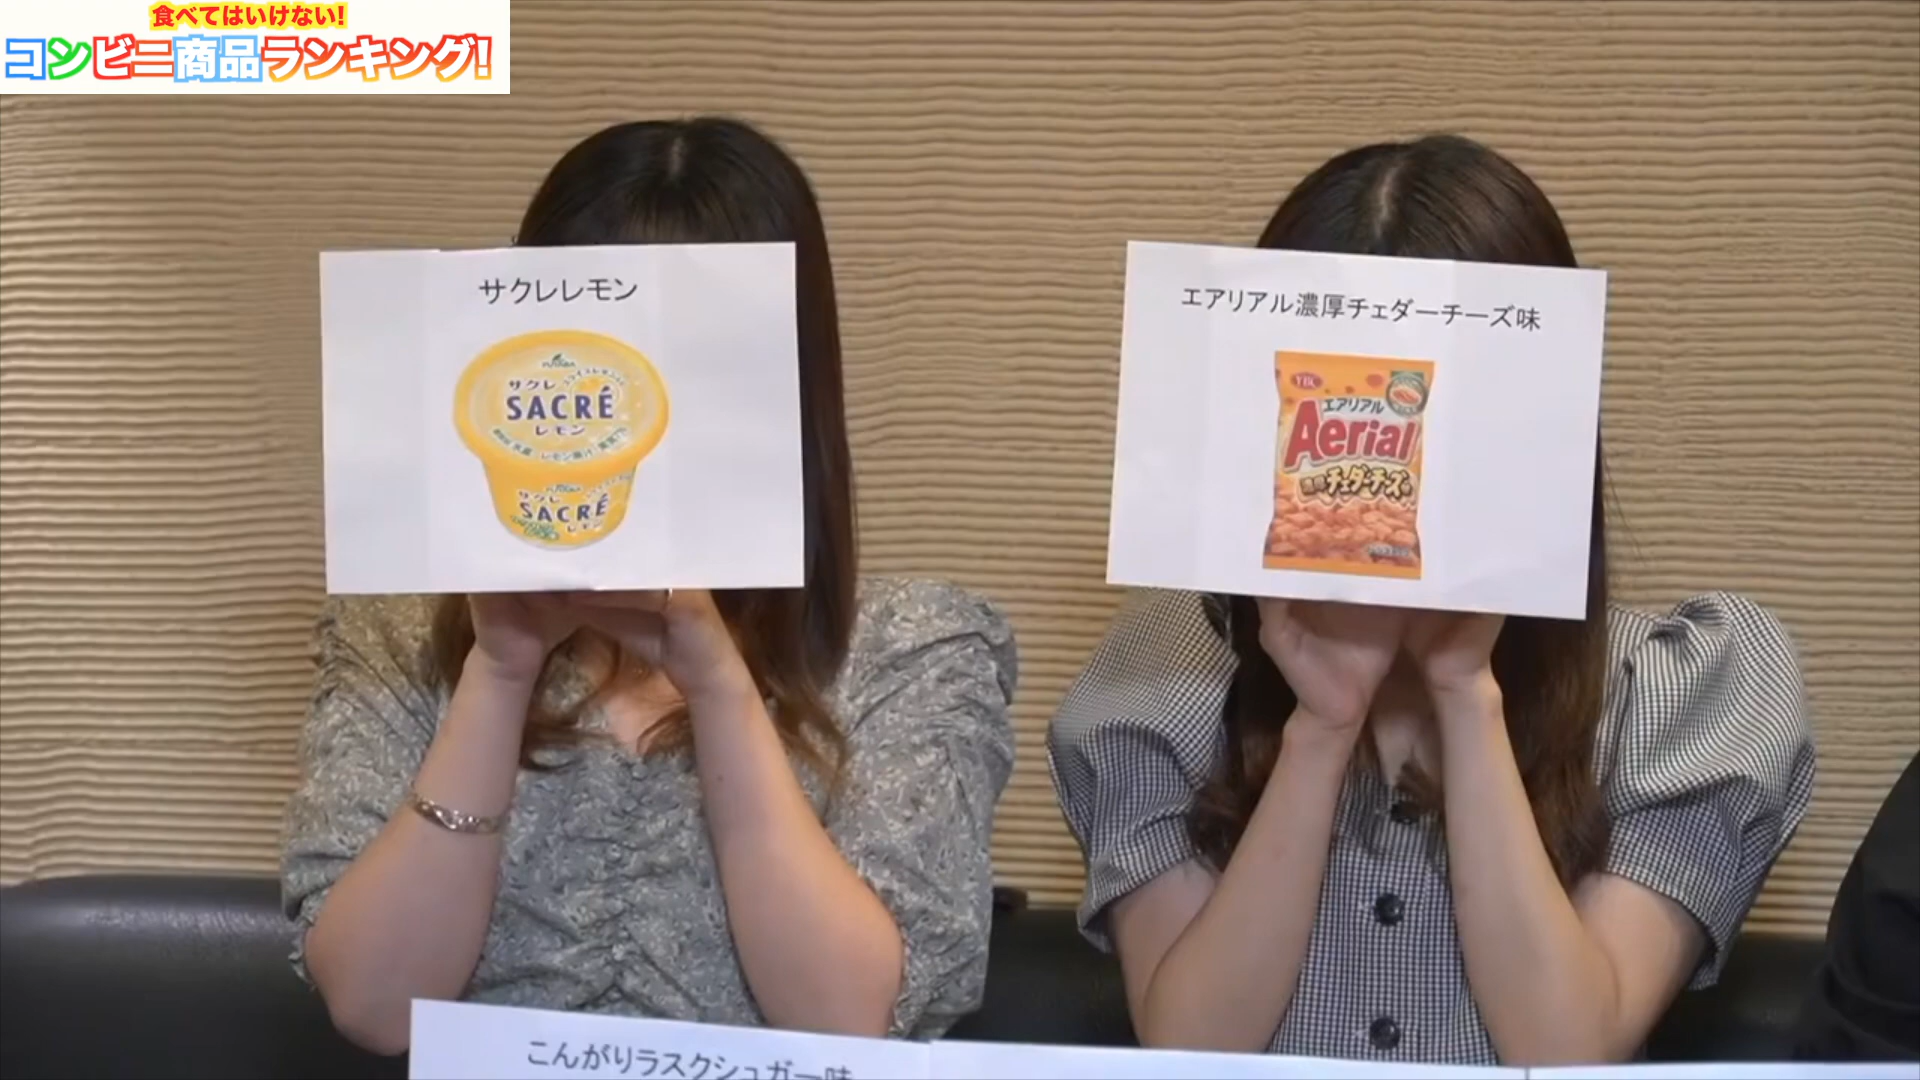 食べてはいけない!
コンビニ商品ランキング!
サクレレモン
サクレ
SACRÉ
レモン
サクレ
SACRÉ
レモン
エアリアル濃厚チェダーチーズ味
YBC
エアリアル
Aerial
濃厚チェダーチーズ味
こんがりラスクシュガー味